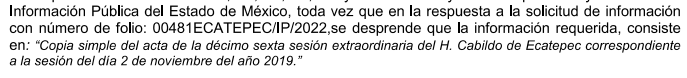 Información Pública del Estado de México, toda vez que en la respuesta a la solicitud de información
con número de folio: 00481ECATEPEC/IP/2022,se desprende que la información requerida, consiste
en: “Copia simple del acta de la décimo sexta sesión extraordinaria del H. Cabildo de Ecatepec correspondiente
a la sesión del día 2 de noviembre del año 2019.”